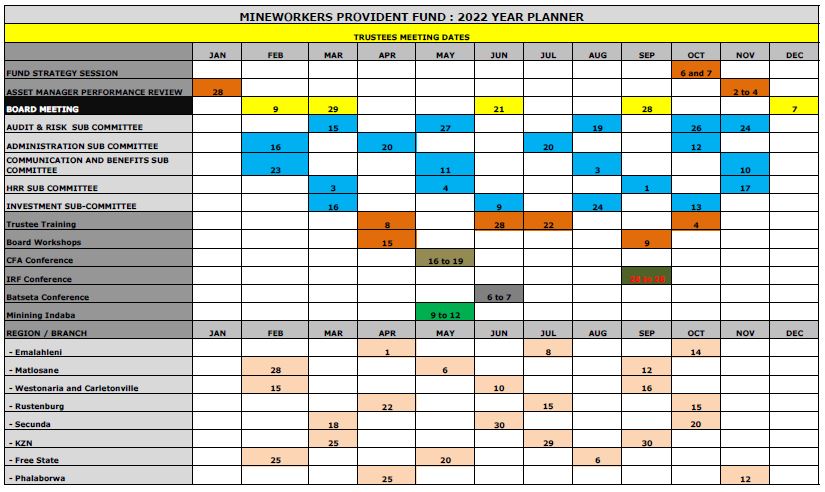 MINEWORKERS PROVIDENT FUND : 2022 YEAR PLANNER
TRUSTEES MEETING DATES
JAN FEB MAR APR MAY JUN JUL AUG SEP OCT NOV DEC
FUND STRATEGY SESSION 6 and 7
ASSET MANAGER PERFORMANCE REVIEW 28 2 to 4
BOARD MEETING 9 29 21 28 7
AUDIT & RISK SUB COMMITTEE 15 27 19 26 24
ADMINISTRATION SUB COMMITTEE 16 20 20 12
COMMUNICATION AND BENEFITS SUB
COMMITTEE 23 11 3 10
HRR SUB COMMITTEE 3 4 1 17
INVESTMENT SUB-COMMITTEE 16 9 24 13
Trustee Training 8 28 22 4
Board Workshops 15 9
CFA Conference 16 to 19
IRF Conference
Batseta Conference 6 to 7
Minining Indaba 9 to 12
REGION / BRANCH JAN FEB MAR APR MAY JUN JUL AUG SEP OCT NOV DEC
- Emalahleni 1 8 14
- Matlosane 28 6 12
- Westonaria and Carletonville 15 10 16
- Rustenburg 22 15 15
- Secunda 18 30 20
- KZN 25 29 30
- Free State 25 20 6
- Phalaborwa 25 12